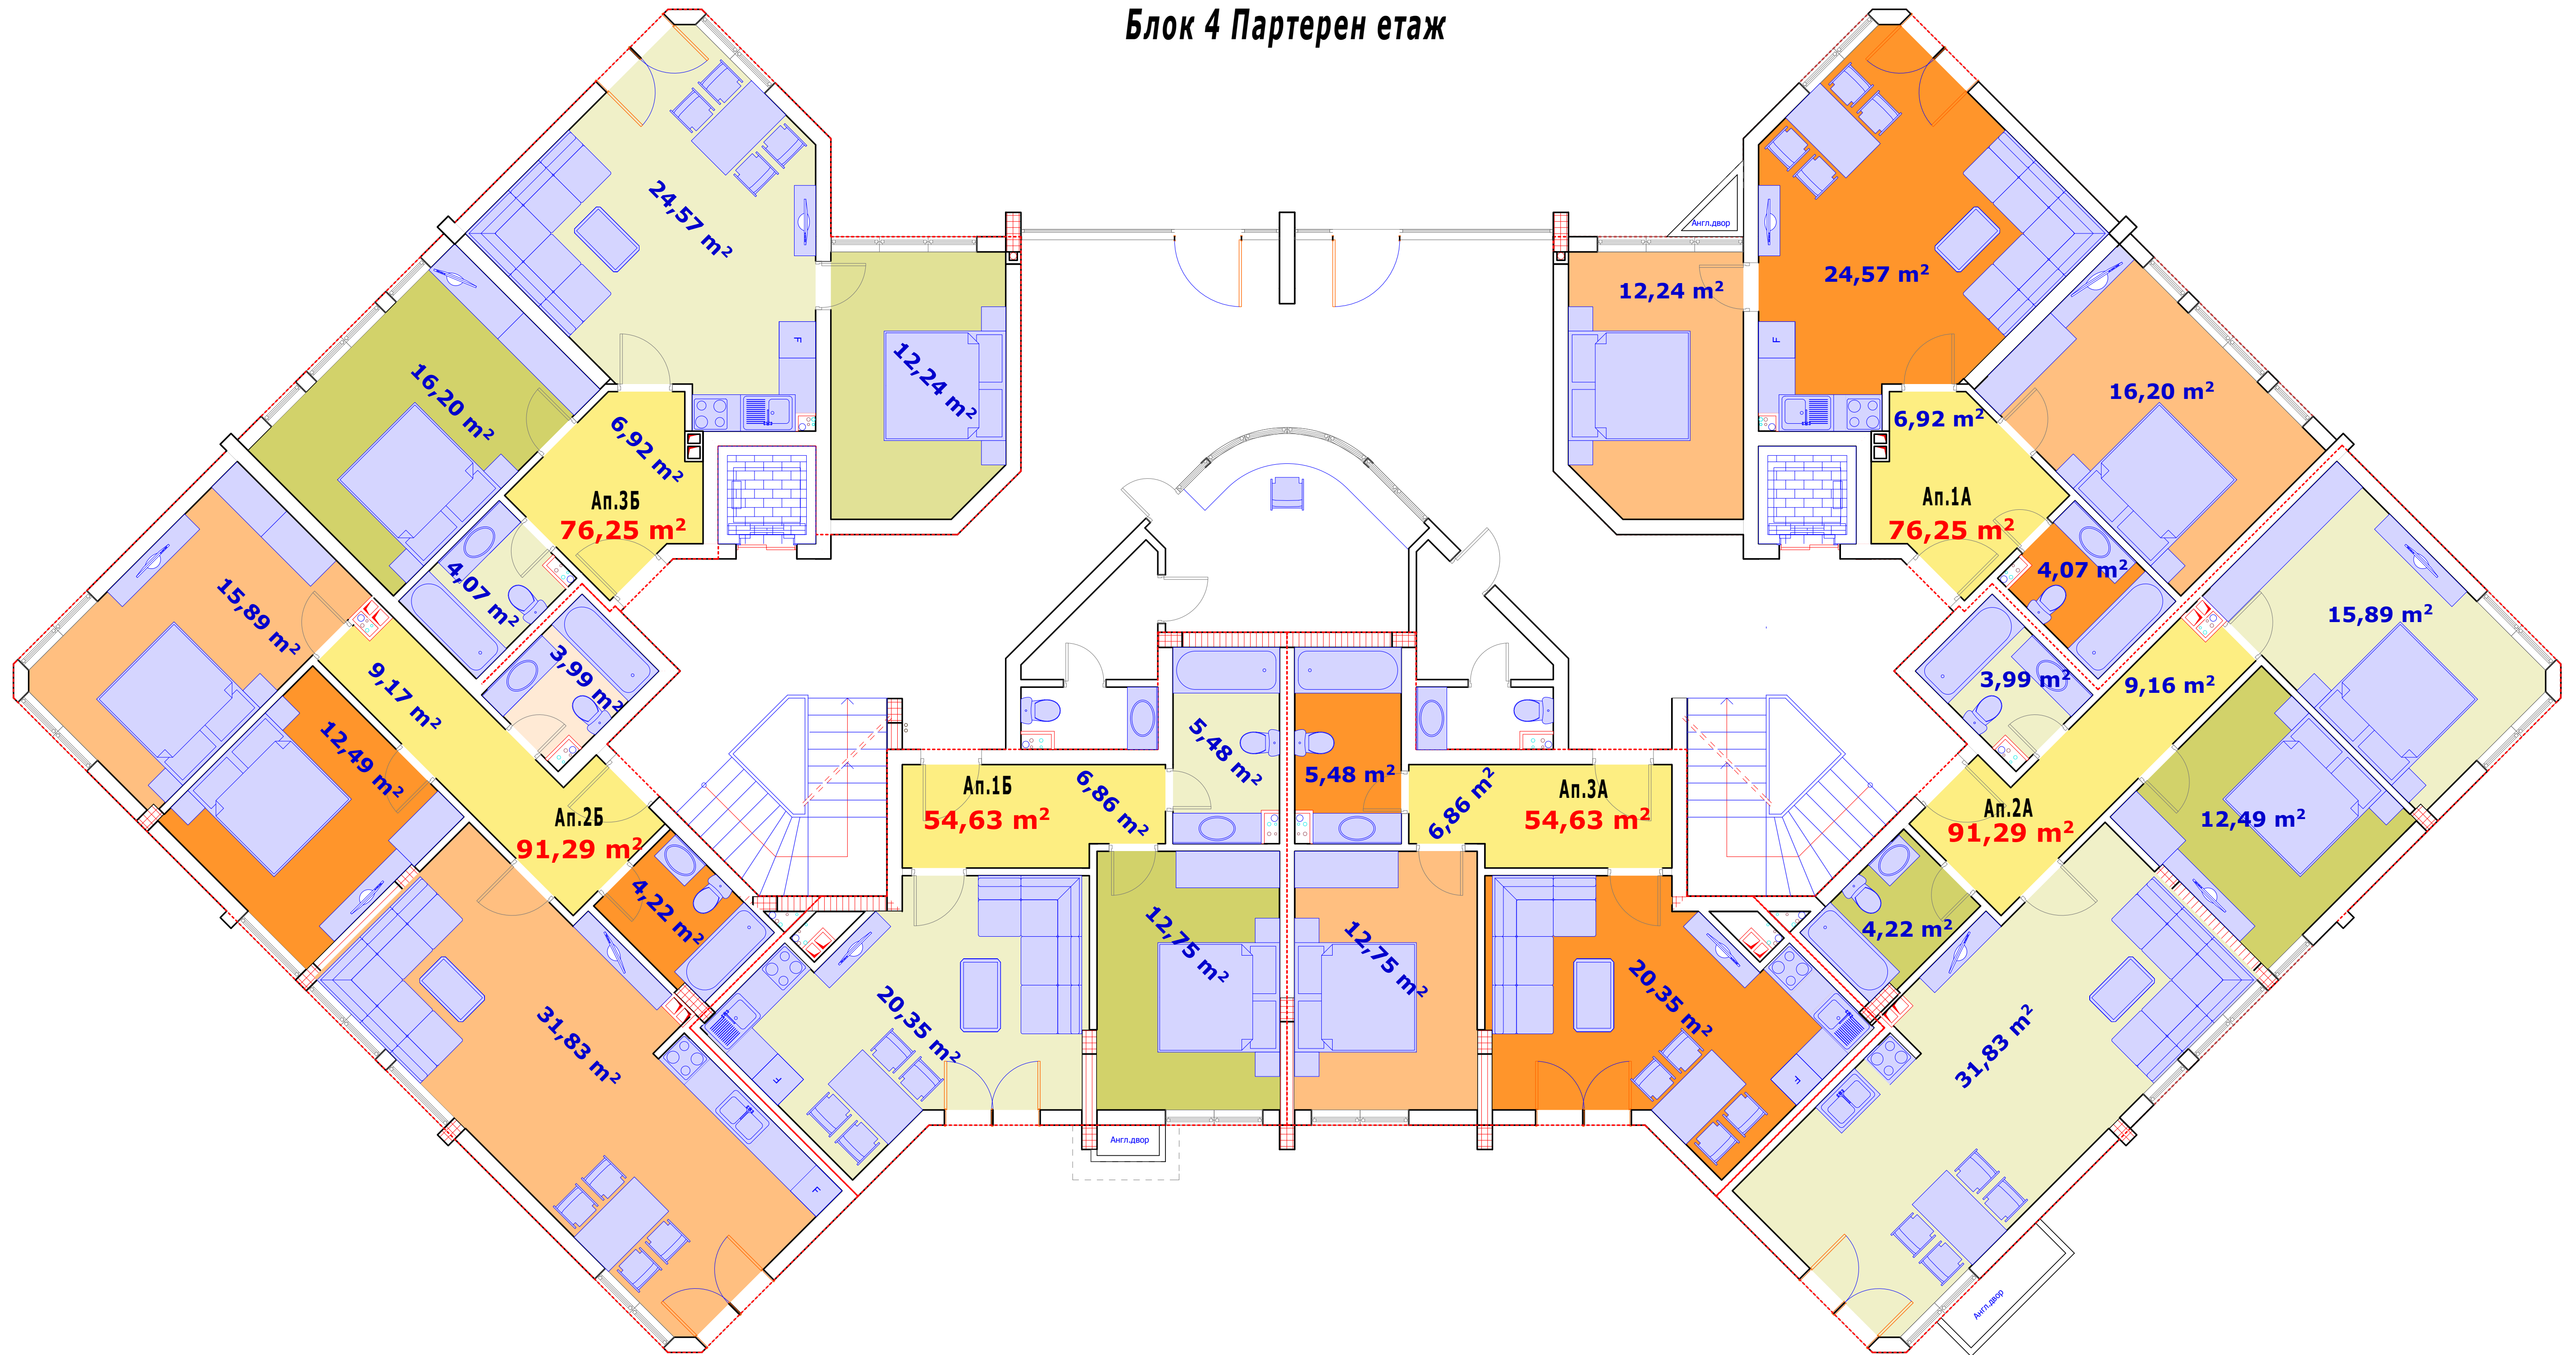 Блок 4 Партерен етаж
24,57 m²
12,24 m²
16,20 m²
6,92 m²
Ап.3Б
76,25 m²
4,07 m²
F
Англ.двор
12,24 m²
24,57 m²
F
6,92 m²
16,20 m²
Ап.1А
76,25 m²
4,07 m²
15,89 m²
9,17 m²
3,99 m²
12,49 m²
Ап.2Б
91,29 m²
4,22 m²
31,83 m²
F
Ап.1Б
54,63 m²
6,86 m²
5,48 m²
20,35 m²
12,75 m²
F
Англ.двор
5,48 m²
6,86 m²
Ап.3А
54,63 m²
12,75 m²
20,35 m²
F
15,89 m²
3,99 m²
9,16 m²
12,49 m²
Ап.2А
91,29 m²
4,22 m²
31,83 m²
Англ.двор